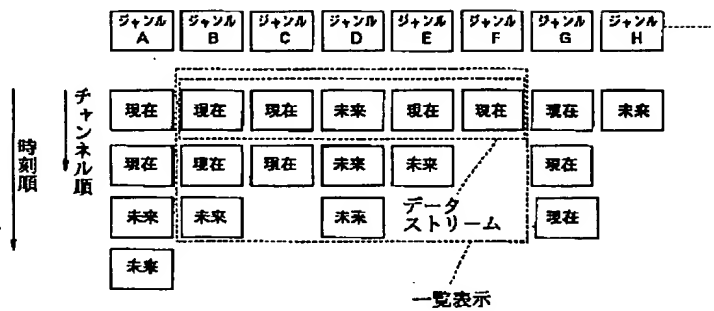 ジャンル ジャンル ジャンル ジャンル ジャンル ジャンル ジャンル ジャンル
A B C D E F G H
時刻順
チャンネル順
現在 現在 現在 未来 現在 現在 現在 未来
現在 現在 現在 未来 未来 現在
未来 未来 未来 現在
データ
ストリーム
未来
一覧表示